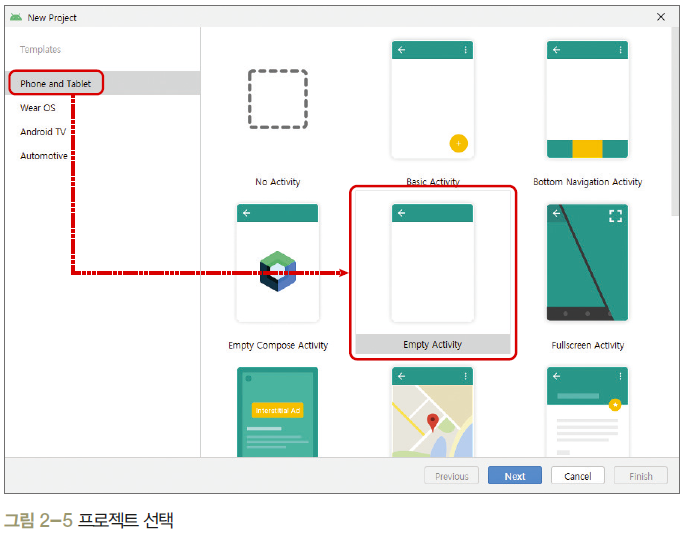 New Project
Templates
Phone and Tablet
Wear OS
Android TV
Automotive
No Activity
Basic Activity
Bottom Navigation Activity
Empty Compose Activity
Empty Activity
Fullscreen Activity
Interstitial Ad
Previous
Next
Cancel
Finish
그림 2-5 프로젝트 선택